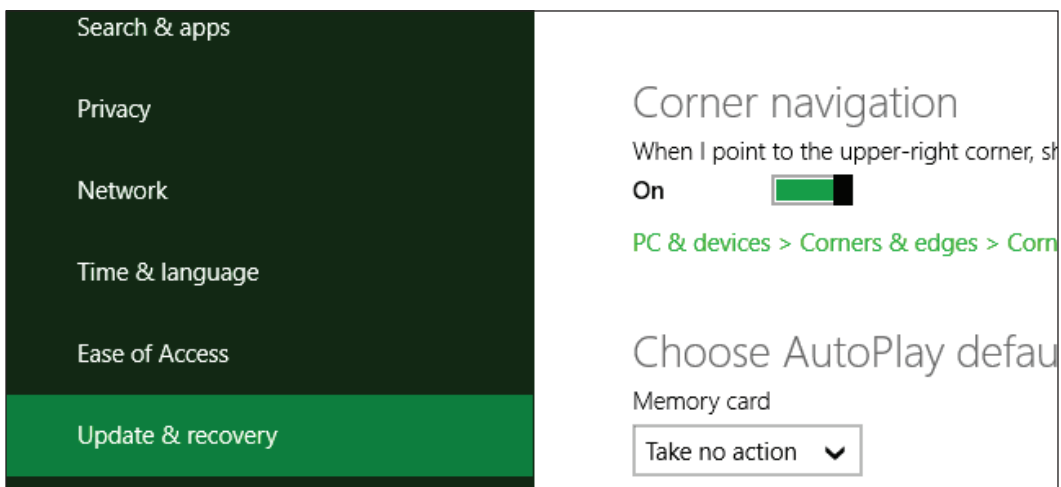 Search & apps
Privacy
Network
Time & language
Ease of Access
Update & recovery
Corner navigation
When I point to the upper-right corner, sh
On
PC & devices > Corners & edges > Corn
Choose AutoPlay defau
Memory card
Take no action